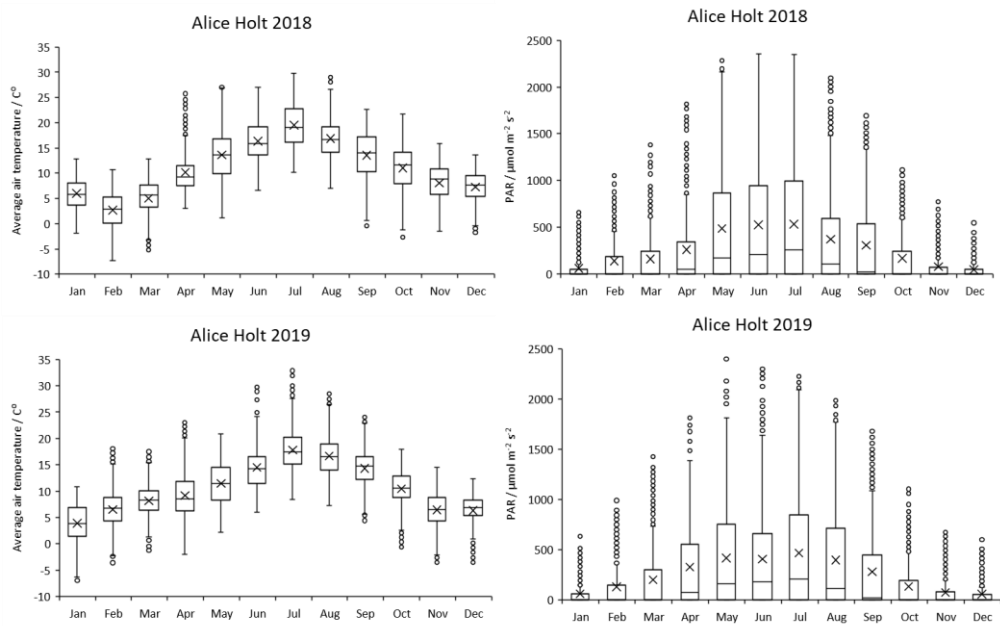 Alice Holt 2018
Average air temperature / C⁰
35
30
25
20
15
10
5
0
-5
-10
Jan Feb Mar Apr May Jun Jul Aug Sep Oct Nov Dec
Alice Holt 2018
PAR / µmol m⁻² s⁻²
2500
2000
1500
1000
500
0
Jan Feb Mar Apr May Jun Jul Aug Sep Oct Nov Dec
Alice Holt 2019
Average air temperature / C⁰
35
30
25
20
15
10
5
0
-5
-10
Jan Feb Mar Apr May Jun Jul Aug Sep Oct Nov Dec
Alice Holt 2019
PAR / µmol m⁻² s⁻²
2500
2000
1500
1000
500
0
Jan Feb Mar Apr May Jun Jul Aug Sep Oct Nov Dec